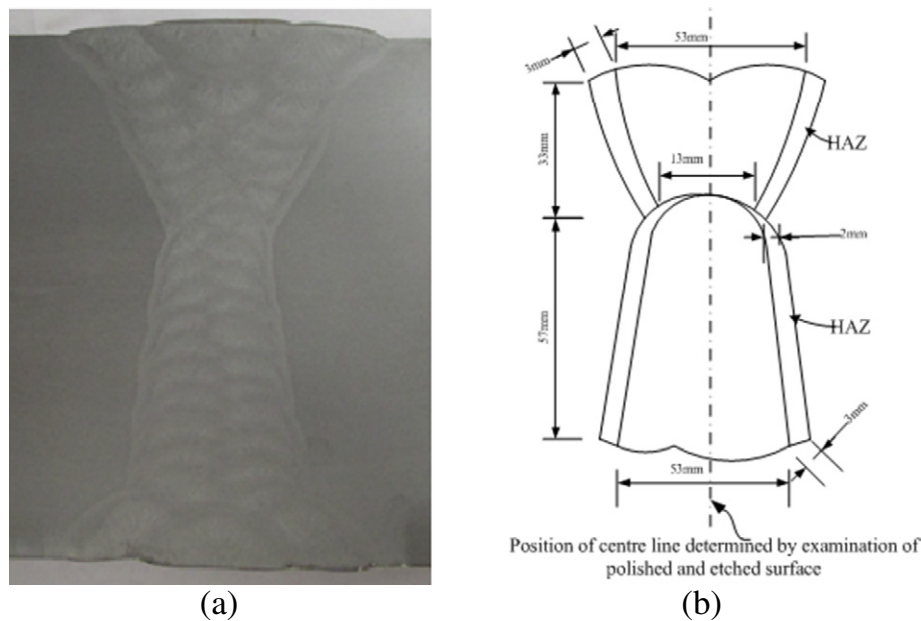 53mm
3mm
33mm
HAZ
13mm
2mm
57mm
HAZ
3mm
53mm
Position of centre line determined by examination of
polished and etched surface
(a)
(b)